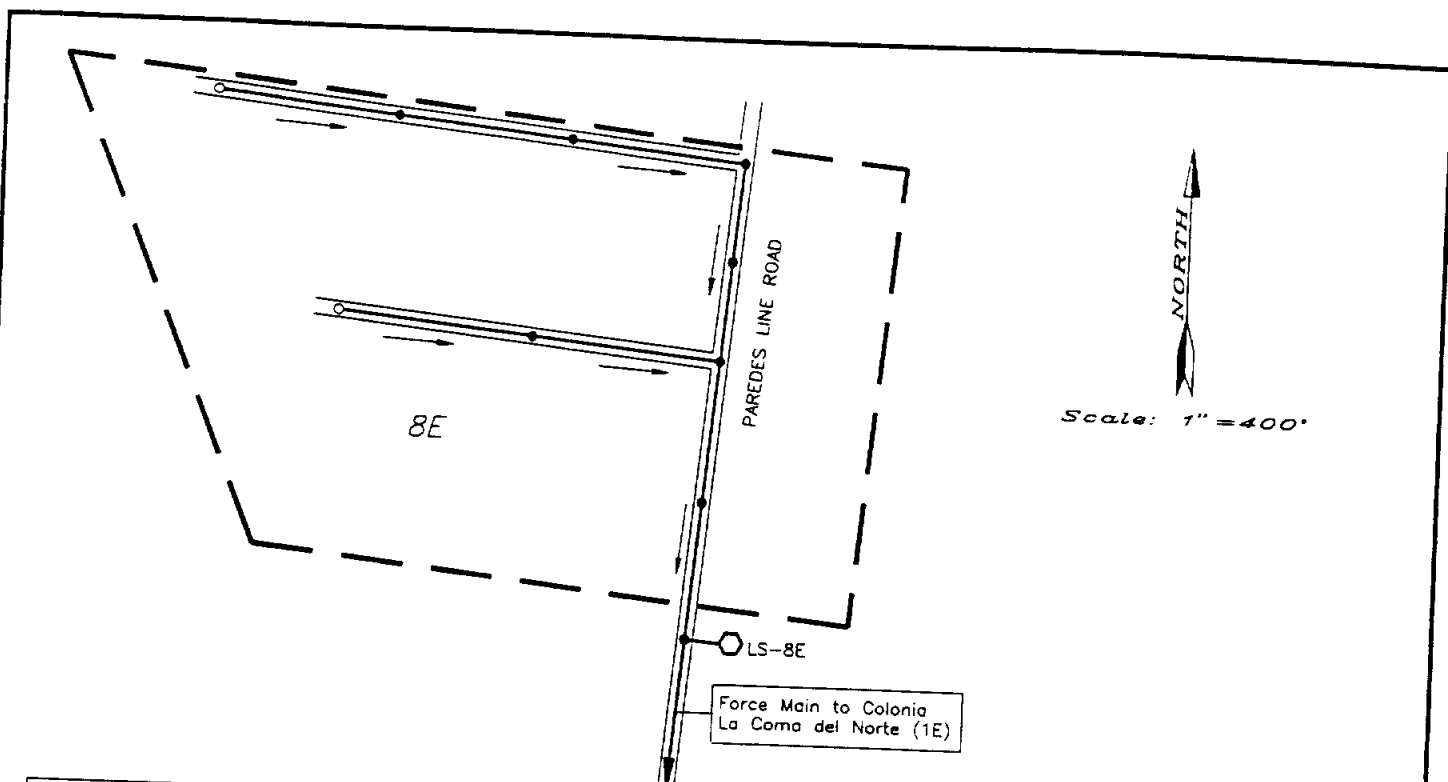 PAREDES LINE ROAD
NORTH
Scale: 1"=400'
8E
LS-8E
Force Main to Colonia
La Coma del Norte (1E)